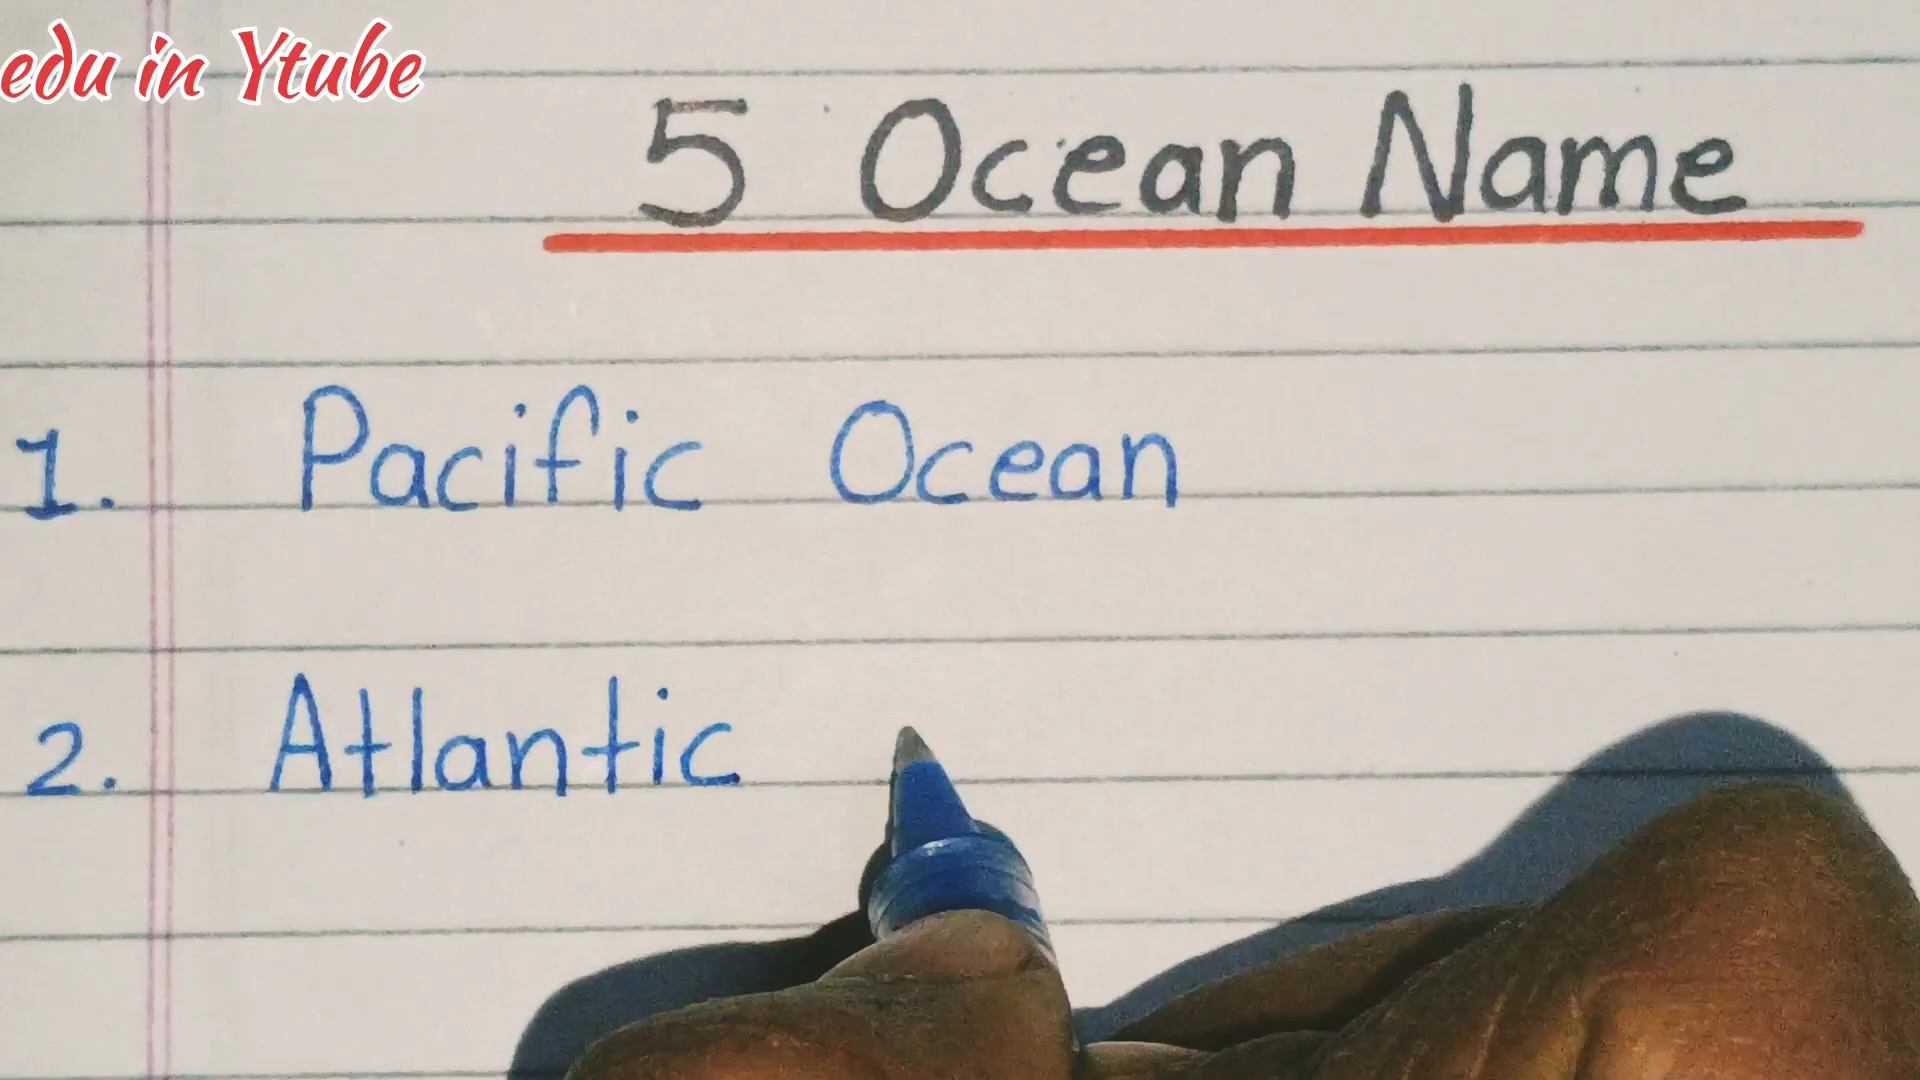 edu in Ytube
5 Ocean Name
1. Pacific Ocean
2. Atlantic